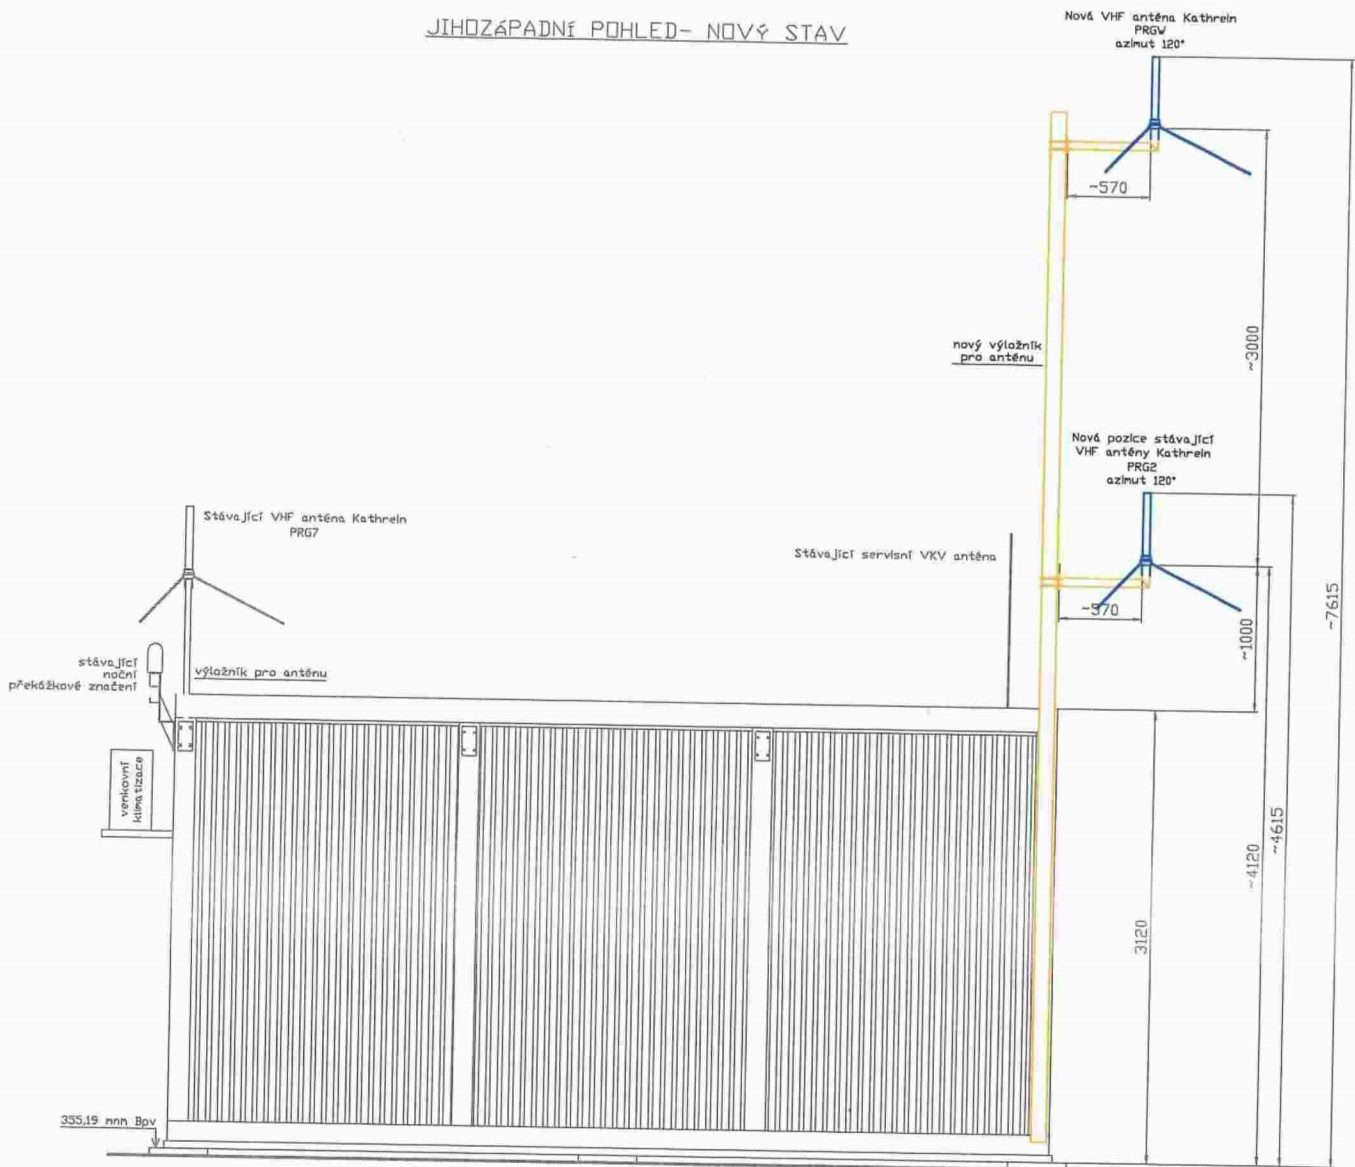 JIHOZÁPADNÍ POHLED- NOVÝ STAV
Nová VHF anténa Kathrein
PRGW
azimut 120°
~570
~3000
nový výložník
pro anténu
Nová pozice stávající
VHF antény Kathrein
PRG2
azimut 120°
Stávající VHF anténa Kathrein
PRG7
Stávající servisní VKV anténa
~570
~1000
~7615
stávající
noční
překážkové značení
výložník pro anténu
venkovní
klimatizace
~4615
~4120
3120
355,19 mnm Bpv